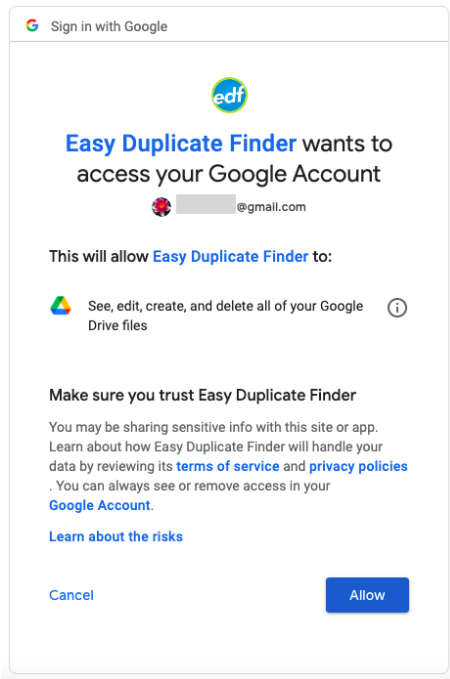 Sign in with Google
edf
Easy Duplicate Finder wants to
access your Google Account
@gmail.com
This will allow Easy Duplicate Finder to:
See, edit, create, and delete all of your Google
Drive files
Make sure you trust Easy Duplicate Finder
You may be sharing sensitive info with this site or app.
Learn about how Easy Duplicate Finder will handle your
data by reviewing its terms of service and privacy policies
. You can always see or remove access in your
Google Account.
Learn about the risks
Cancel
Allow